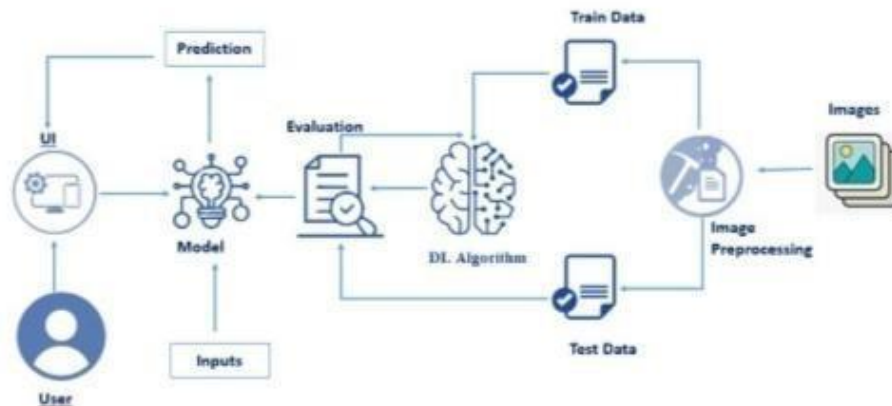 Train Data
Prediction
Images
Evaluation
UI
Model
DL Algorithm
Image
Preprocessing
Inputs
Test Data
User